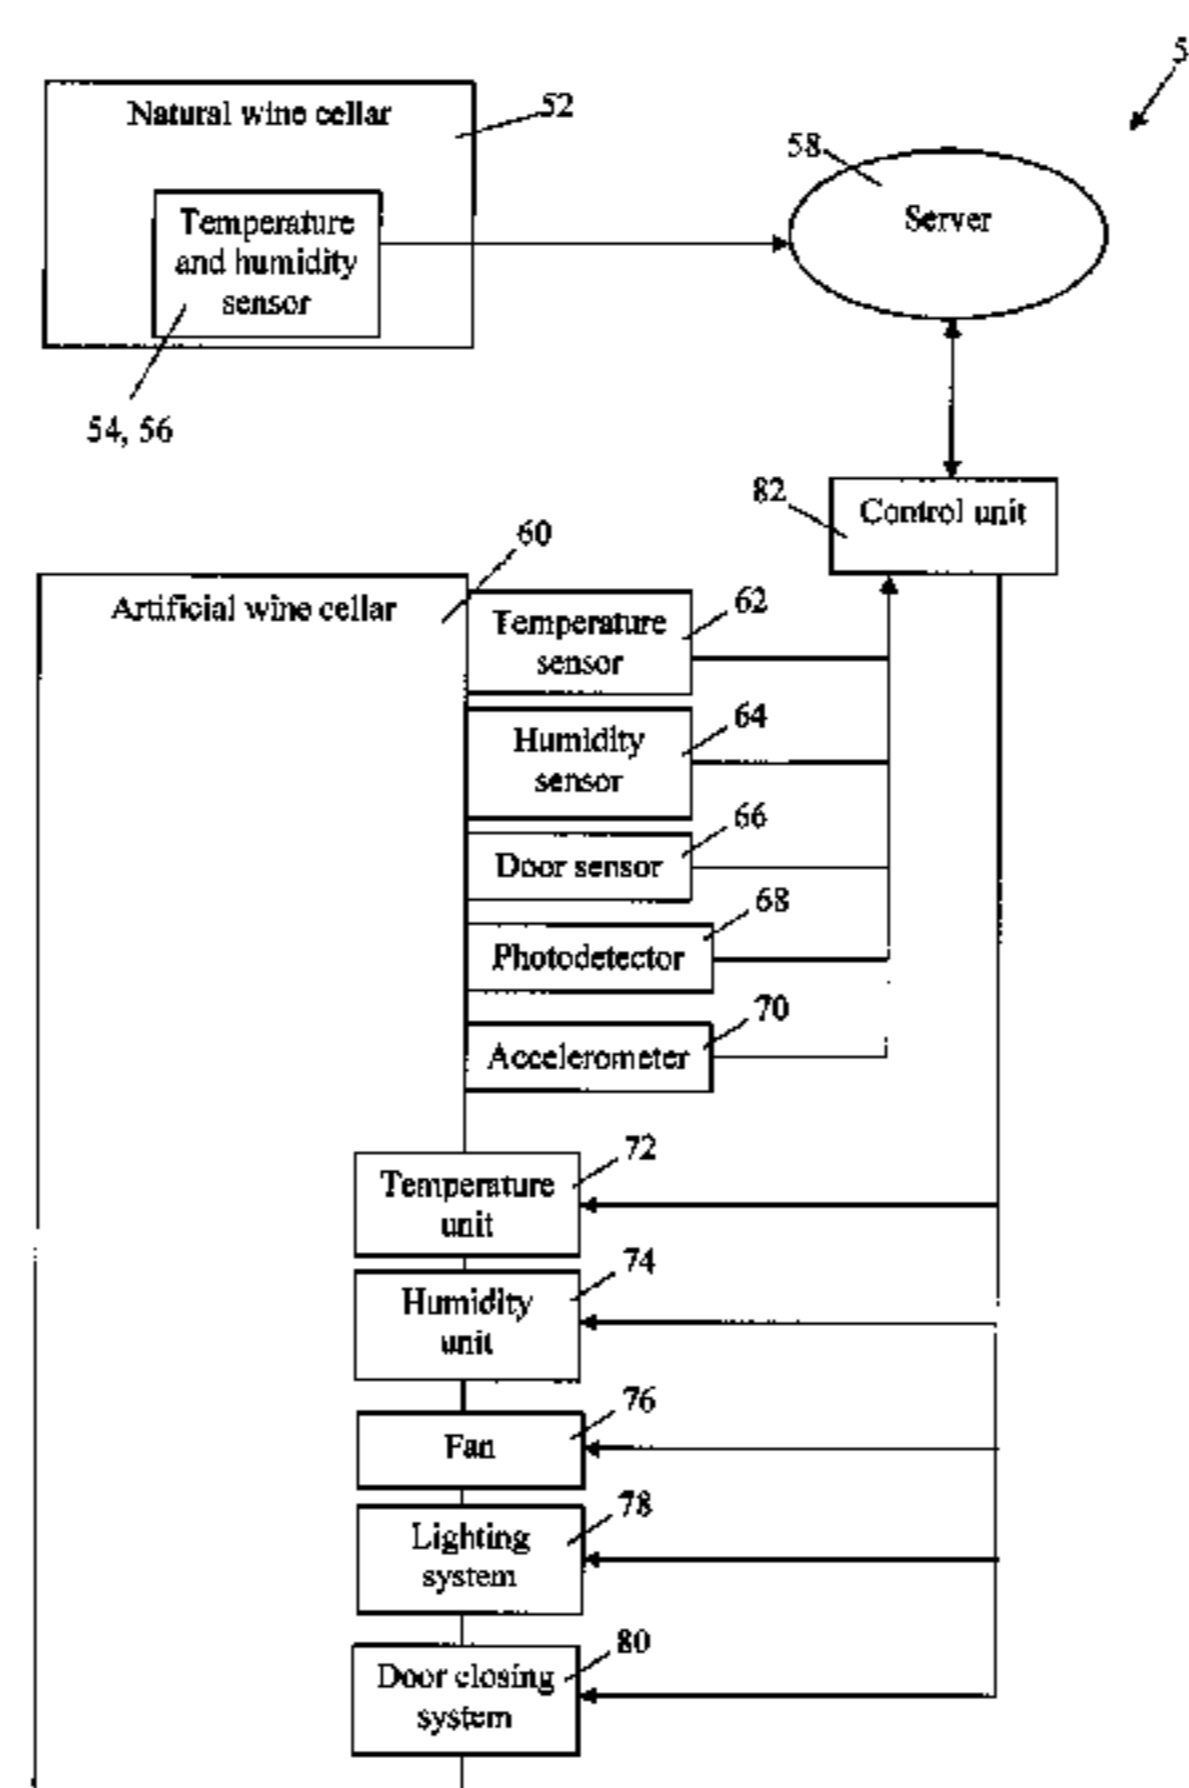 5
Natural wine cellar
52
58
Server
Temperature
and humidity
sensor
54, 56
82
Control unit
60
Artificial wine cellar
Temperature
sensor
62
Humidity
sensor
64
Door sensor
66
Photodetector
68
Accelerometer
70
Temperature
unit
72
Humidity
unit
74
Fan
76
Lighting
system
78
Door closing
system
80